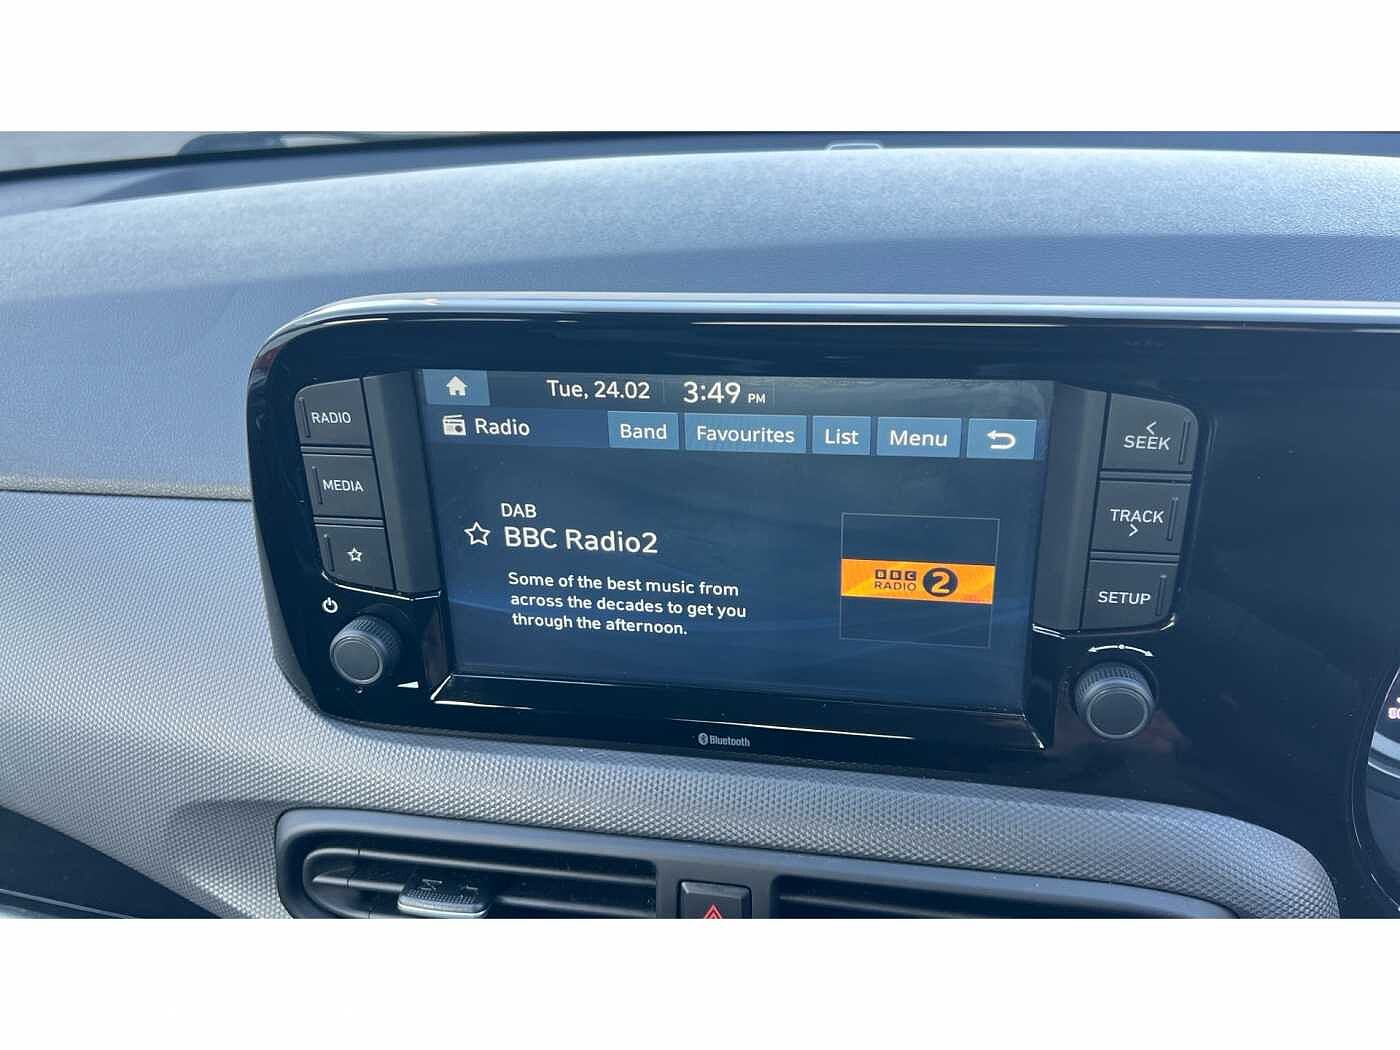 Tue, 24.02 3:49 PM
RADIO
Radio Band Favourites List Menu
< SEEK
MEDIA
TRACK >
DAB
BBC Radio2
BBC RADIO 2
Some of the best music from
across the decades to get you
through the afternoon.
SETUP
Bluetooth